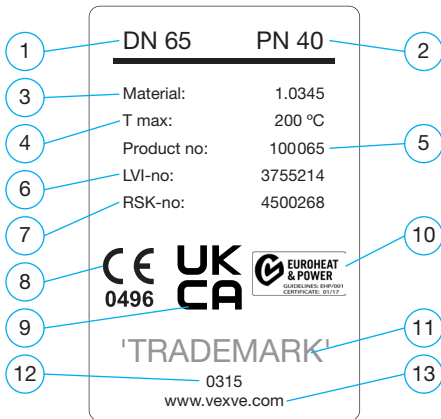 1 DN 65 PN 40 2
3 Material: 1.0345
4 T max: 200 ºC
Product no: 100065 5
6 LVI-no: 3755214
7 RSK-no: 4500268
8 CE 0496
UK CA
9
EUROHEAT
& POWER
GUIDELINES: EHP/001
CERTIFICATE: 01/17
10
'TRADEMARK' 11
12 0315
www.vexve.com 13